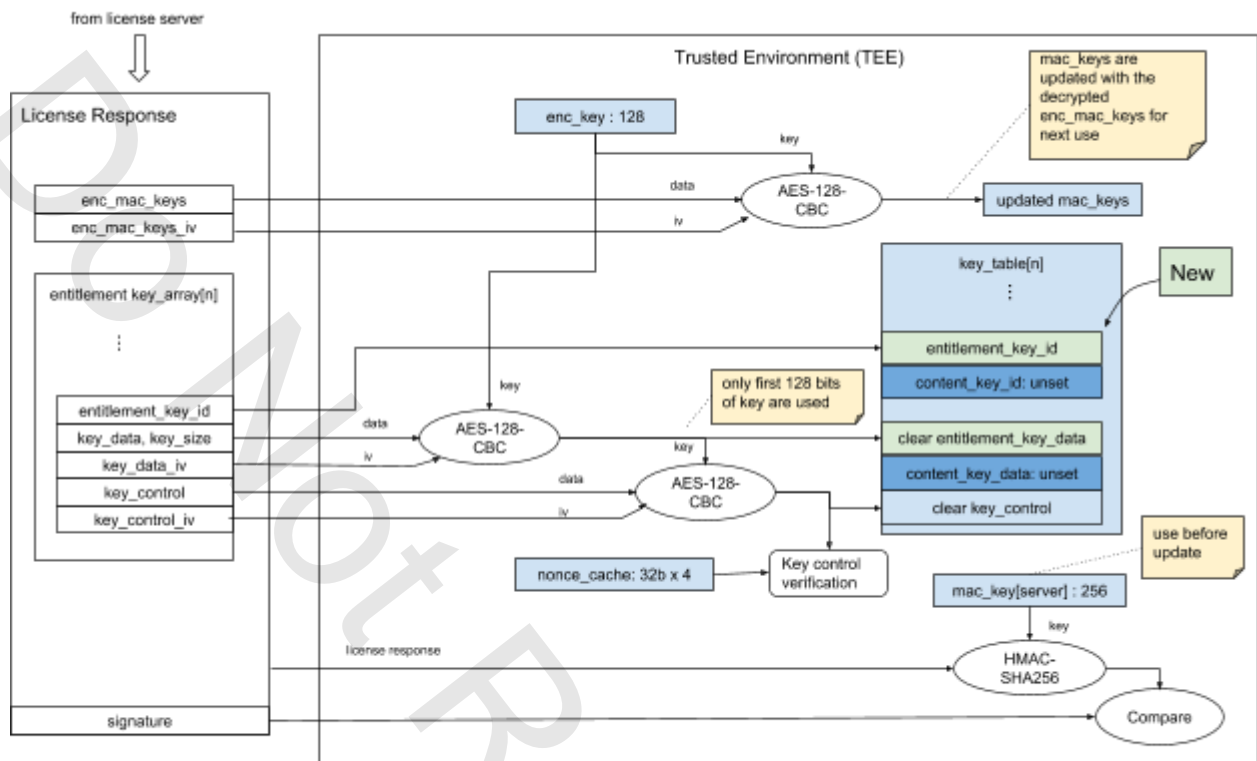 from license server
Trusted Environment (TEE)
mac_keys are
updated with the
decrypted
enc_mac_keys for
next use
License Response
enc_key : 128
key
enc_mac_keys
data
AES-128-
CBC
updated mac_keys
enc_mac_keys_iv
iv
entitlement key_array[n]
⋮
key_table[n]
⋮
New
entitlement_key_id
content_key_id: unset
key
only first 128 bits
of key are used
entitlement_key_id
key_data, key_size
data
AES-128-
CBC
clear entitlement_key_data
key_data_iv
iv
key
content_key_data: unset
key_control
data
AES-128-
CBC
clear key_control
key_control_iv
iv
use before
update
nonce_cache: 32b x 4
Key control
verification
mac_key[server] : 256
key
license response
HMAC-
SHA256
signature
Compare
Do Not R